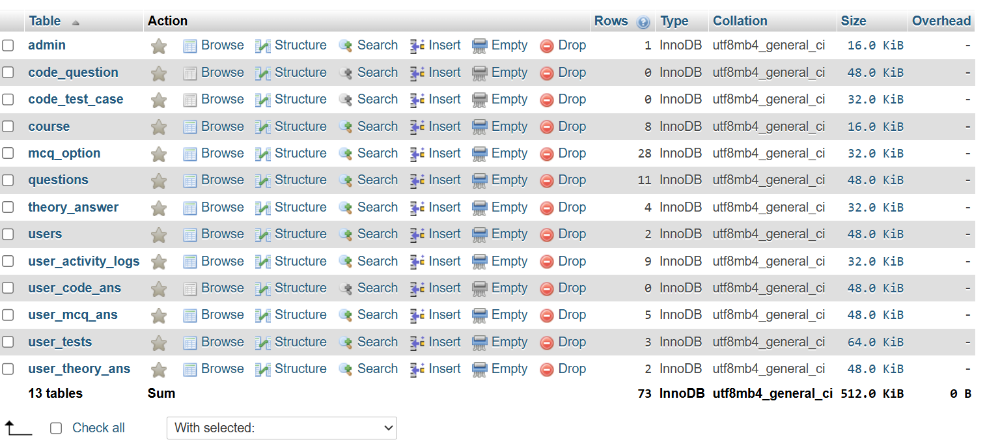 Table Action Rows Type Collation Size Overhead
admin Browse Structure Search Insert Empty Drop 1 InnoDB utf8mb4_general_ci 16.0 KiB -
code_question Browse Structure Search Insert Empty Drop 0 InnoDB utf8mb4_general_ci 48.0 KiB -
code_test_case Browse Structure Search Insert Empty Drop 0 InnoDB utf8mb4_general_ci 32.0 KiB -
course Browse Structure Search Insert Empty Drop 8 InnoDB utf8mb4_general_ci 16.0 KiB -
mcq_option Browse Structure Search Insert Empty Drop 28 InnoDB utf8mb4_general_ci 32.0 KiB -
questions Browse Structure Search Insert Empty Drop 11 InnoDB utf8mb4_general_ci 48.0 KiB -
theory_answer Browse Structure Search Insert Empty Drop 4 InnoDB utf8mb4_general_ci 32.0 KiB -
users Browse Structure Search Insert Empty Drop 2 InnoDB utf8mb4_general_ci 48.0 KiB -
user_activity_logs Browse Structure Search Insert Empty Drop 9 InnoDB utf8mb4_general_ci 32.0 KiB -
user_code_ans Browse Structure Search Insert Empty Drop 0 InnoDB utf8mb4_general_ci 48.0 KiB -
user_mcq_ans Browse Structure Search Insert Empty Drop 5 InnoDB utf8mb4_general_ci 48.0 KiB -
user_tests Browse Structure Search Insert Empty Drop 3 InnoDB utf8mb4_general_ci 64.0 KiB -
user_theory_ans Browse Structure Search Insert Empty Drop 2 InnoDB utf8mb4_general_ci 48.0 KiB -
13 tables Sum 73 InnoDB utf8mb4_general_ci 512.0 KiB 0 B
Check all With selected: